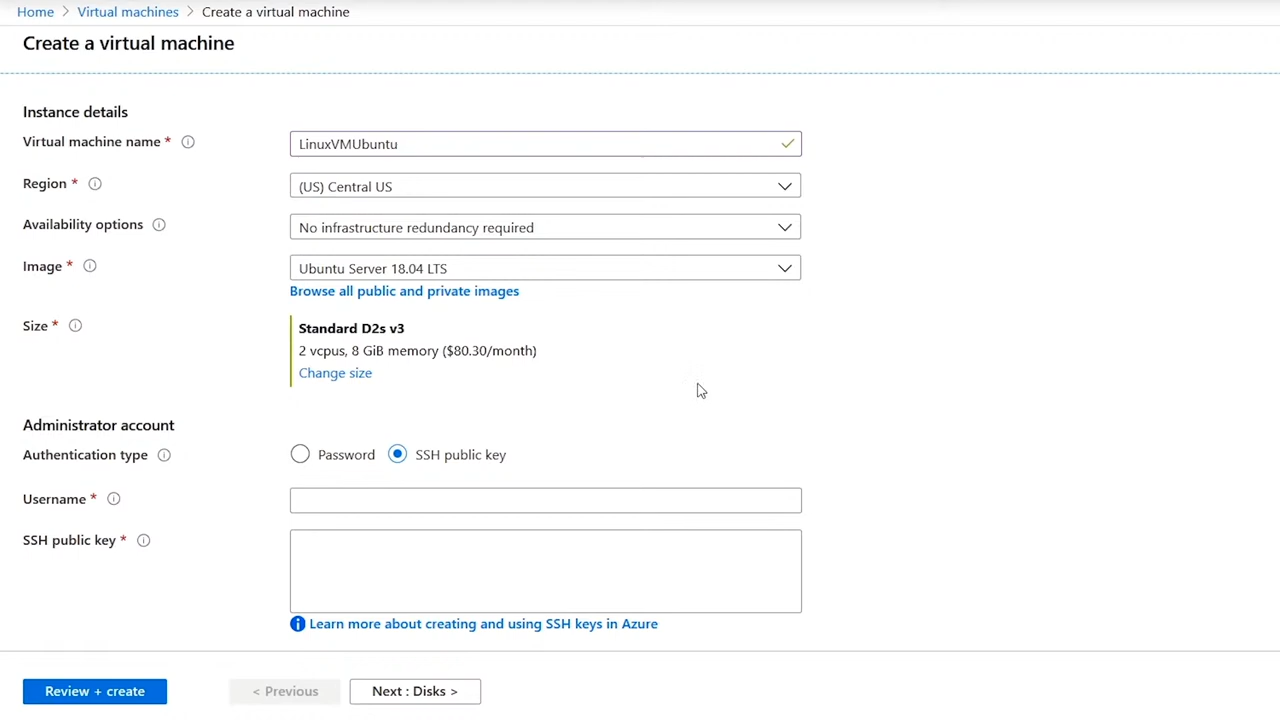 Home > Virtual machines > Create a virtual machine
Create a virtual machine
Instance details
Virtual machine name *
LinuxVMUbuntu
Region *
(US) Central US
Availability options
No infrastructure redundancy required
Image *
Ubuntu Server 18.04 LTS
Browse all public and private images
Size *
Standard D2s v3
2 vcpus, 8 GiB memory ($80.30/month)
Change size
Administrator account
Authentication type
Password SSH public key
Username *
SSH public key *
Learn more about creating and using SSH keys in Azure
Review + create < Previous Next : Disks >